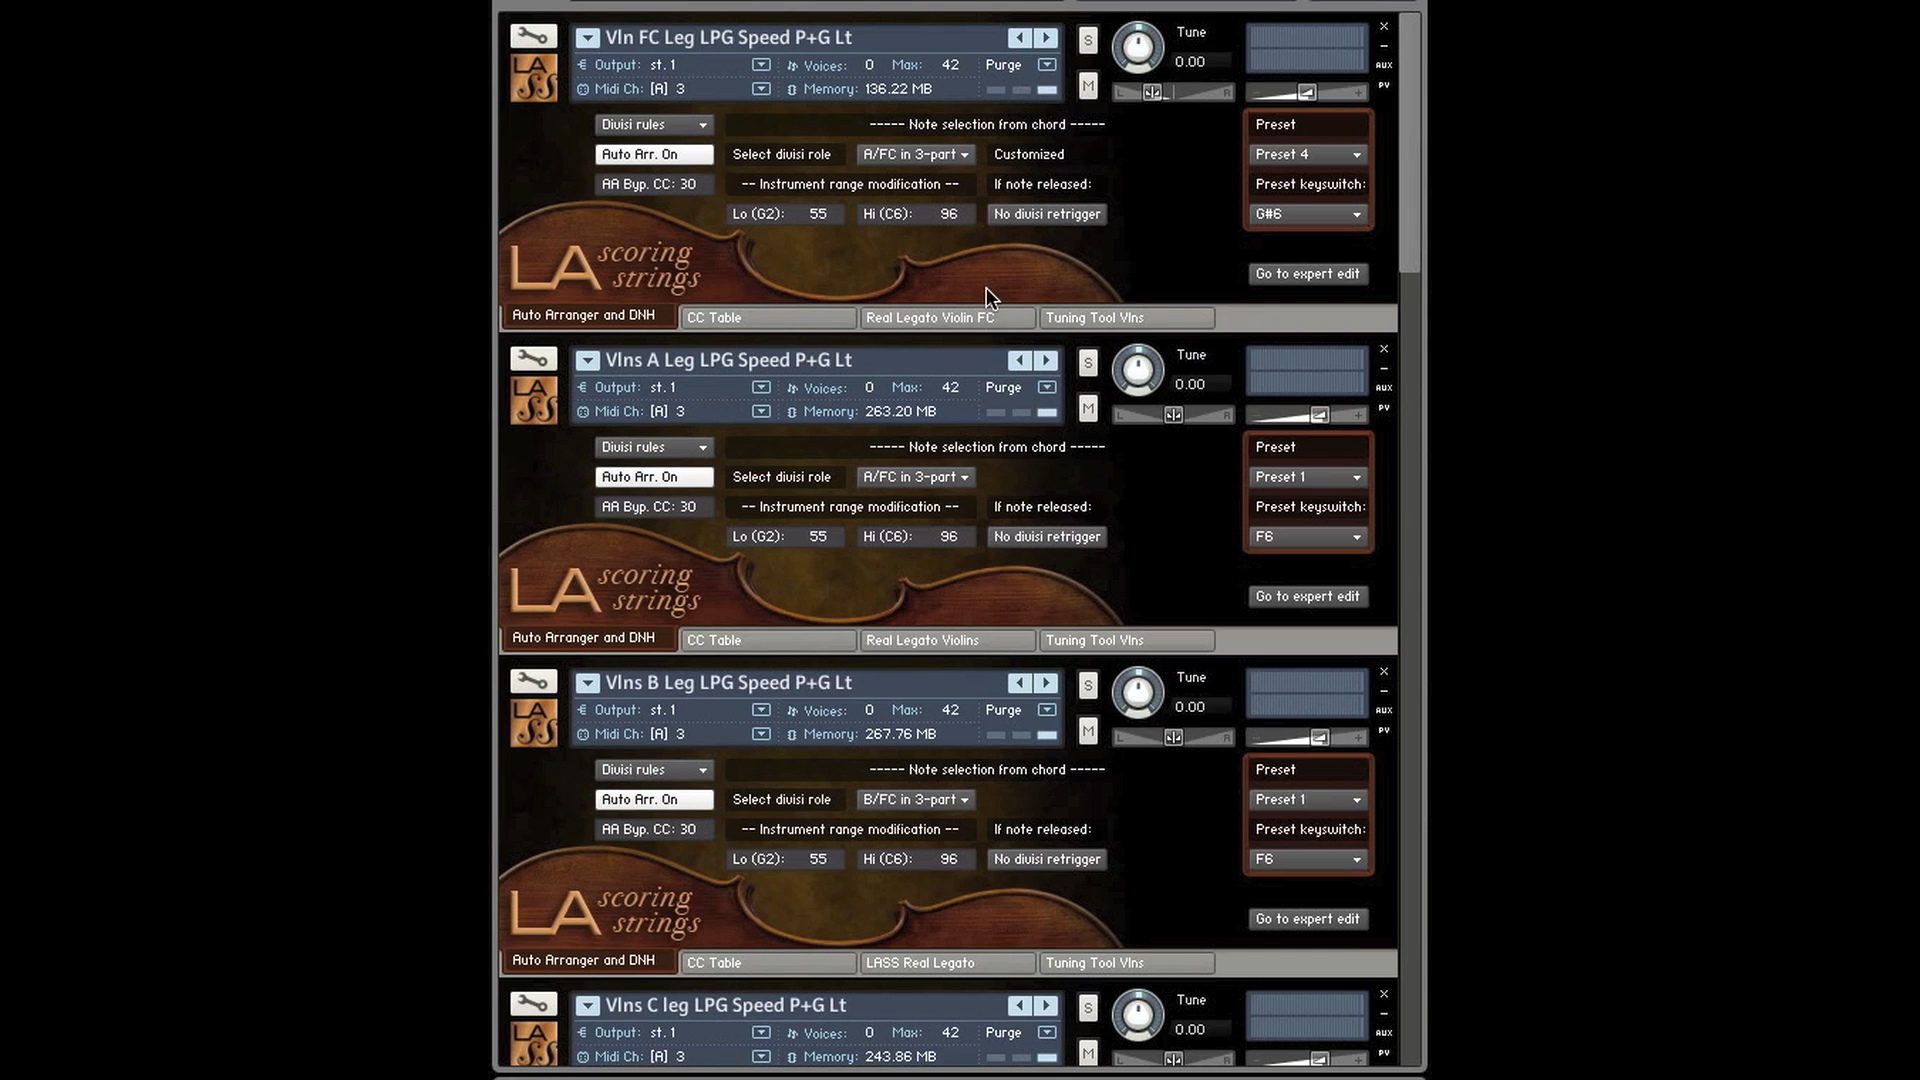 Vln FC Leg LPG Speed P+G Lt
S
Tune
0.00
Output: st. 1
Voices: 0 Max: 42 Purge
Midi Ch: [A] 3
Memory: 136.22 MB
M
L R
- +
×
–
AUX
PV
LA
SS
Divisi rules
----- Note selection from chord -----
Preset
Auto Arr. On
Select divisi role
A/FC in 3-part
Customized
Preset 4
AA Byp. CC: 30
-- Instrument range modification --
If note released:
Preset keyswitch:
Lo (G2): 55
Hi (C6): 96
No divisi retrigger
G#6
LA scoring strings
Go to expert edit
Auto Arranger and DNH
CC Table
Real Legato Violin FC
Tuning Tool Vlns
Vlns A Leg LPG Speed P+G Lt
S
Tune
0.00
Output: st. 1
Voices: 0 Max: 42 Purge
Midi Ch: [A] 3
Memory: 263.20 MB
M
L R
- +
×
–
AUX
PV
LA
SS
Divisi rules
----- Note selection from chord -----
Preset
Auto Arr. On
Select divisi role
A/FC in 3-part
Preset 1
AA Byp. CC: 30
-- Instrument range modification --
If note released:
Preset keyswitch:
Lo (G2): 55
Hi (C6): 96
No divisi retrigger
F6
LA scoring strings
Go to expert edit
Auto Arranger and DNH
CC Table
Real Legato Violins
Tuning Tool Vlns
Vlns B Leg LPG Speed P+G Lt
S
Tune
0.00
Output: st. 1
Voices: 0 Max: 42 Purge
Midi Ch: [A] 3
Memory: 267.76 MB
M
L R
- +
×
–
AUX
PV
LA
SS
Divisi rules
----- Note selection from chord -----
Preset
Auto Arr. On
Select divisi role
B/FC in 3-part
Preset 1
AA Byp. CC: 30
-- Instrument range modification --
If note released:
Preset keyswitch:
Lo (G2): 55
Hi (C6): 96
No divisi retrigger
F6
LA scoring strings
Go to expert edit
Auto Arranger and DNH
CC Table
LASS Real Legato
Tuning Tool Vlns
Vlns C leg LPG Speed P+G Lt
S
Tune
0.00
Output: st. 1
Voices: 0 Max: 42 Purge
Midi Ch: [A] 3
Memory: 243.86 MB
M
L R
- +
×
–
AUX
PV
LA
SS